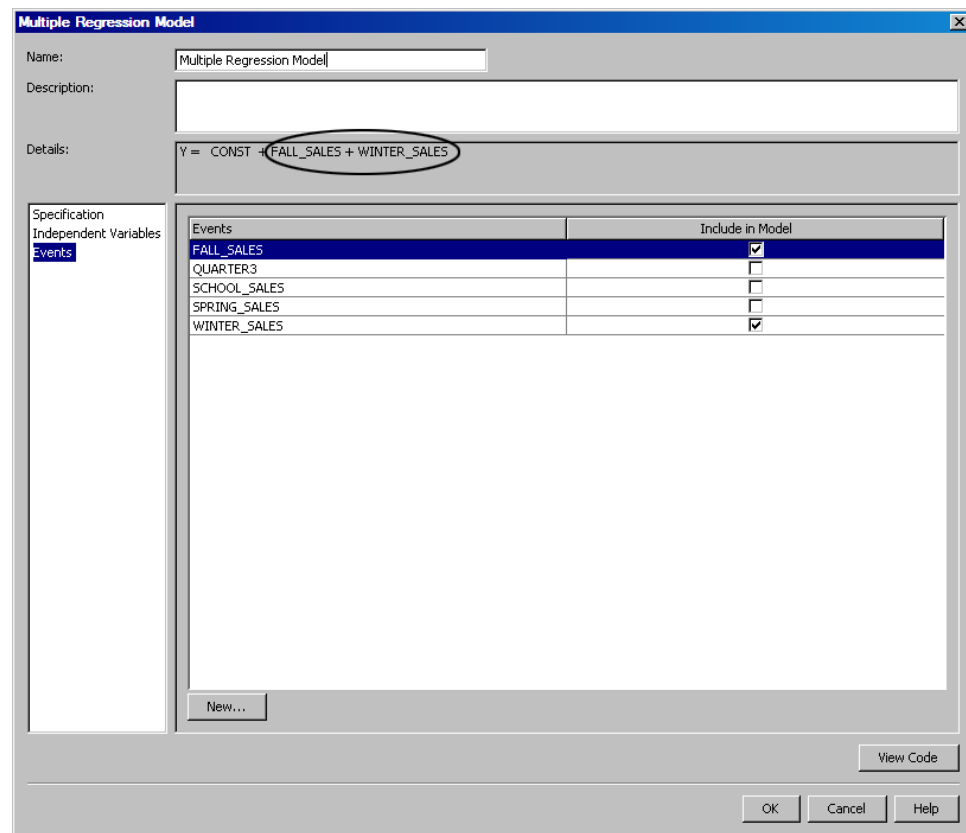 Multiple Regression Model
Name:
Multiple Regression Model
Description:
Details:
Y = CONST + FALL_SALES + WINTER_SALES
Specification
Independent Variables
Events
Events Include in Model
FALL_SALES
QUARTER3
SCHOOL_SALES
SPRING_SALES
WINTER_SALES
New...
View Code
OK Cancel Help